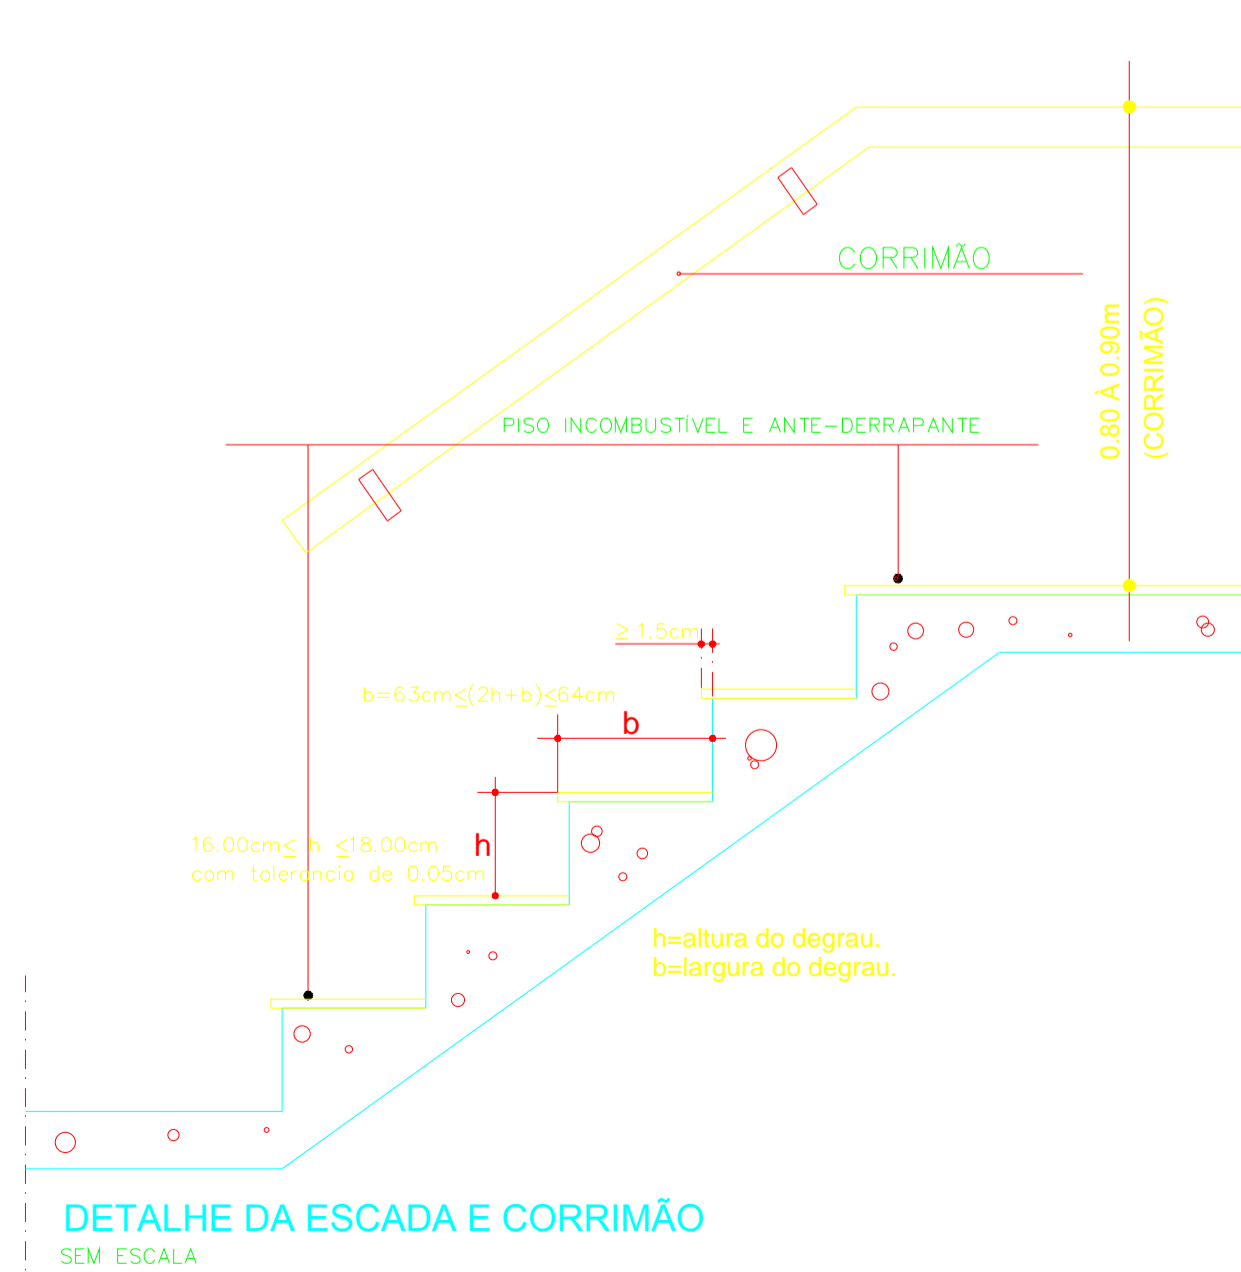 CORRIMÃO
0.80 À 0.90m
(CORRIMÃO)
PISO INCOMBUSTÍVEL E ANTE-DERRAPANTE
≥ 1,5cm
b=63cm≤(2h+b)≤64cm
b
16.00cm≤ h ≤18.00cm
com tolerancia de 0,05cm
h
h=altura do degrau.
b=largura do degrau.
DETALHE DA ESCADA E CORRIMÃO
SEM ESCALA